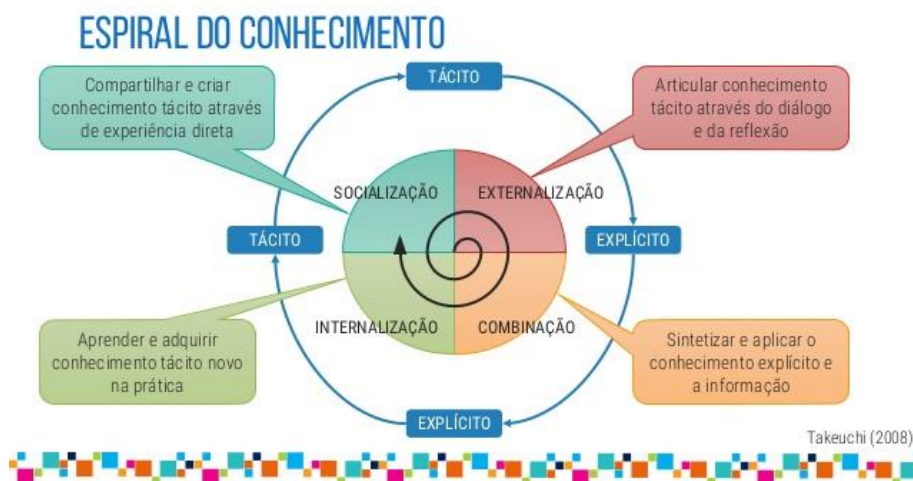 ESPIRAL DO CONHECIMENTO
TÁCITO
Compartilhar e criar
conhecimento tácito através
de experiência direta
Articular conhecimento
tácito através do diálogo
e da reflexão
SOCIALIZAÇÃO
EXTERNALIZAÇÃO
TÁCITO
EXPLÍCITO
INTERNALIZAÇÃO
COMBINAÇÃO
Aprender e adquirir
conhecimento tácito novo
na prática
Sintetizar e aplicar o
conhecimento explícito e
a informação
EXPLÍCITO
Takeuchi (2008)